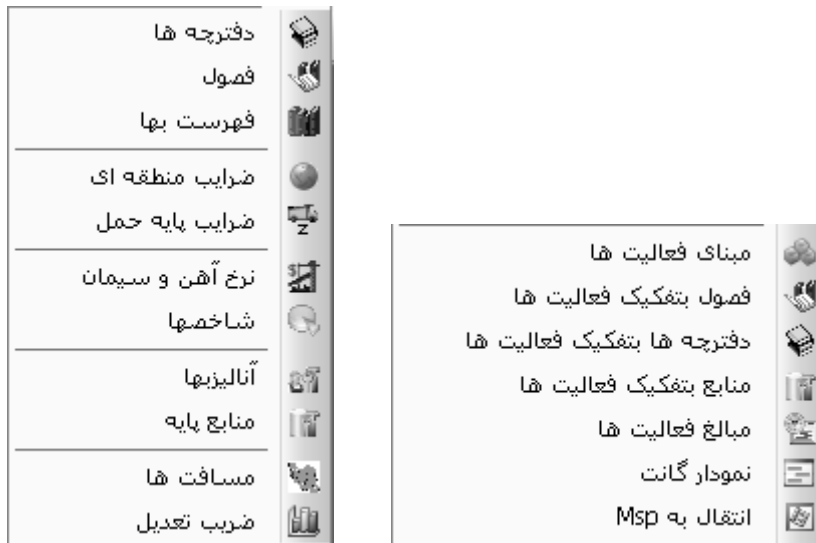 دفترچه ها
فصول
فهرست بها
ضرایب منطقه ای
ضرایب پایه حمل
نرخ آهن و سیمان
شاخصها
آنالیزبها
منابع پایه
مسافت ها
ضریب تعدیل
مبنای فعالیت ها
فصول بتفکیک فعالیت ها
دفترچه ها بتفکیک فعالیت ها
منابع بتفکیک فعالیت ها
مبالغ فعالیت ها
نمودار گانت
انتقال به Msp